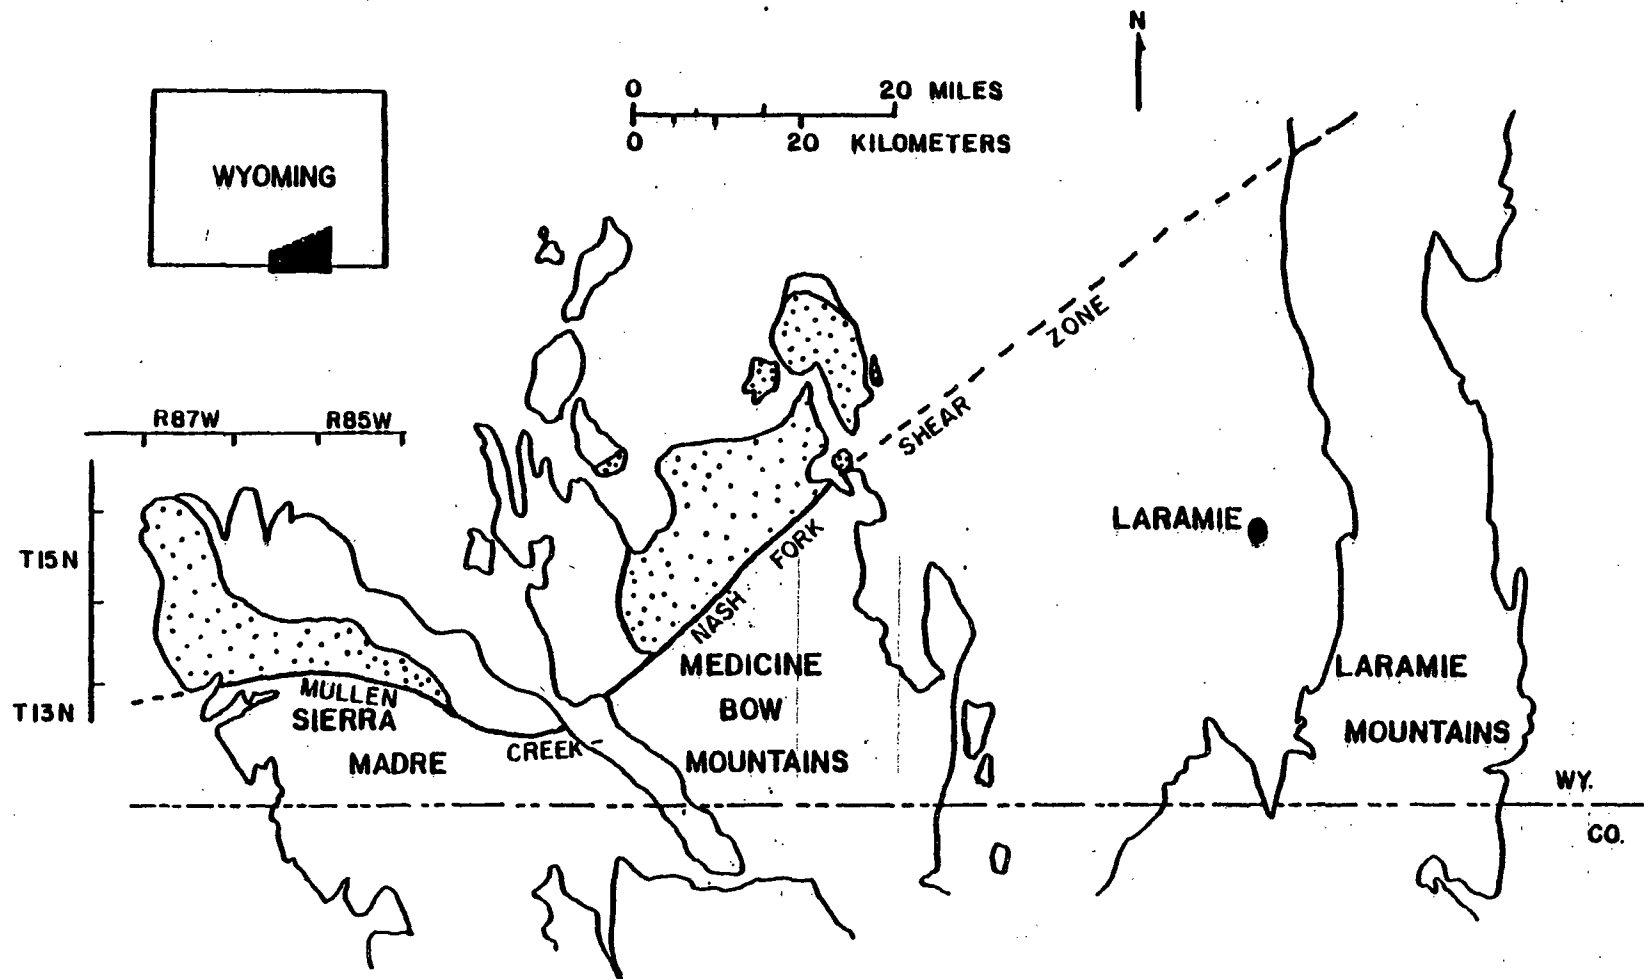 N
0 20 MILES
0 20 KILOMETERS
WYOMING
ZONE
SHEAR
R87W R85W
LARAMIE
FORK
T15N
NASH
MEDICINE
BOW
MOUNTAINS
LARAMIE
MOUNTAINS
MULLEN
SIERRA
MADRE
CREEK
T13N
WY.
CO.